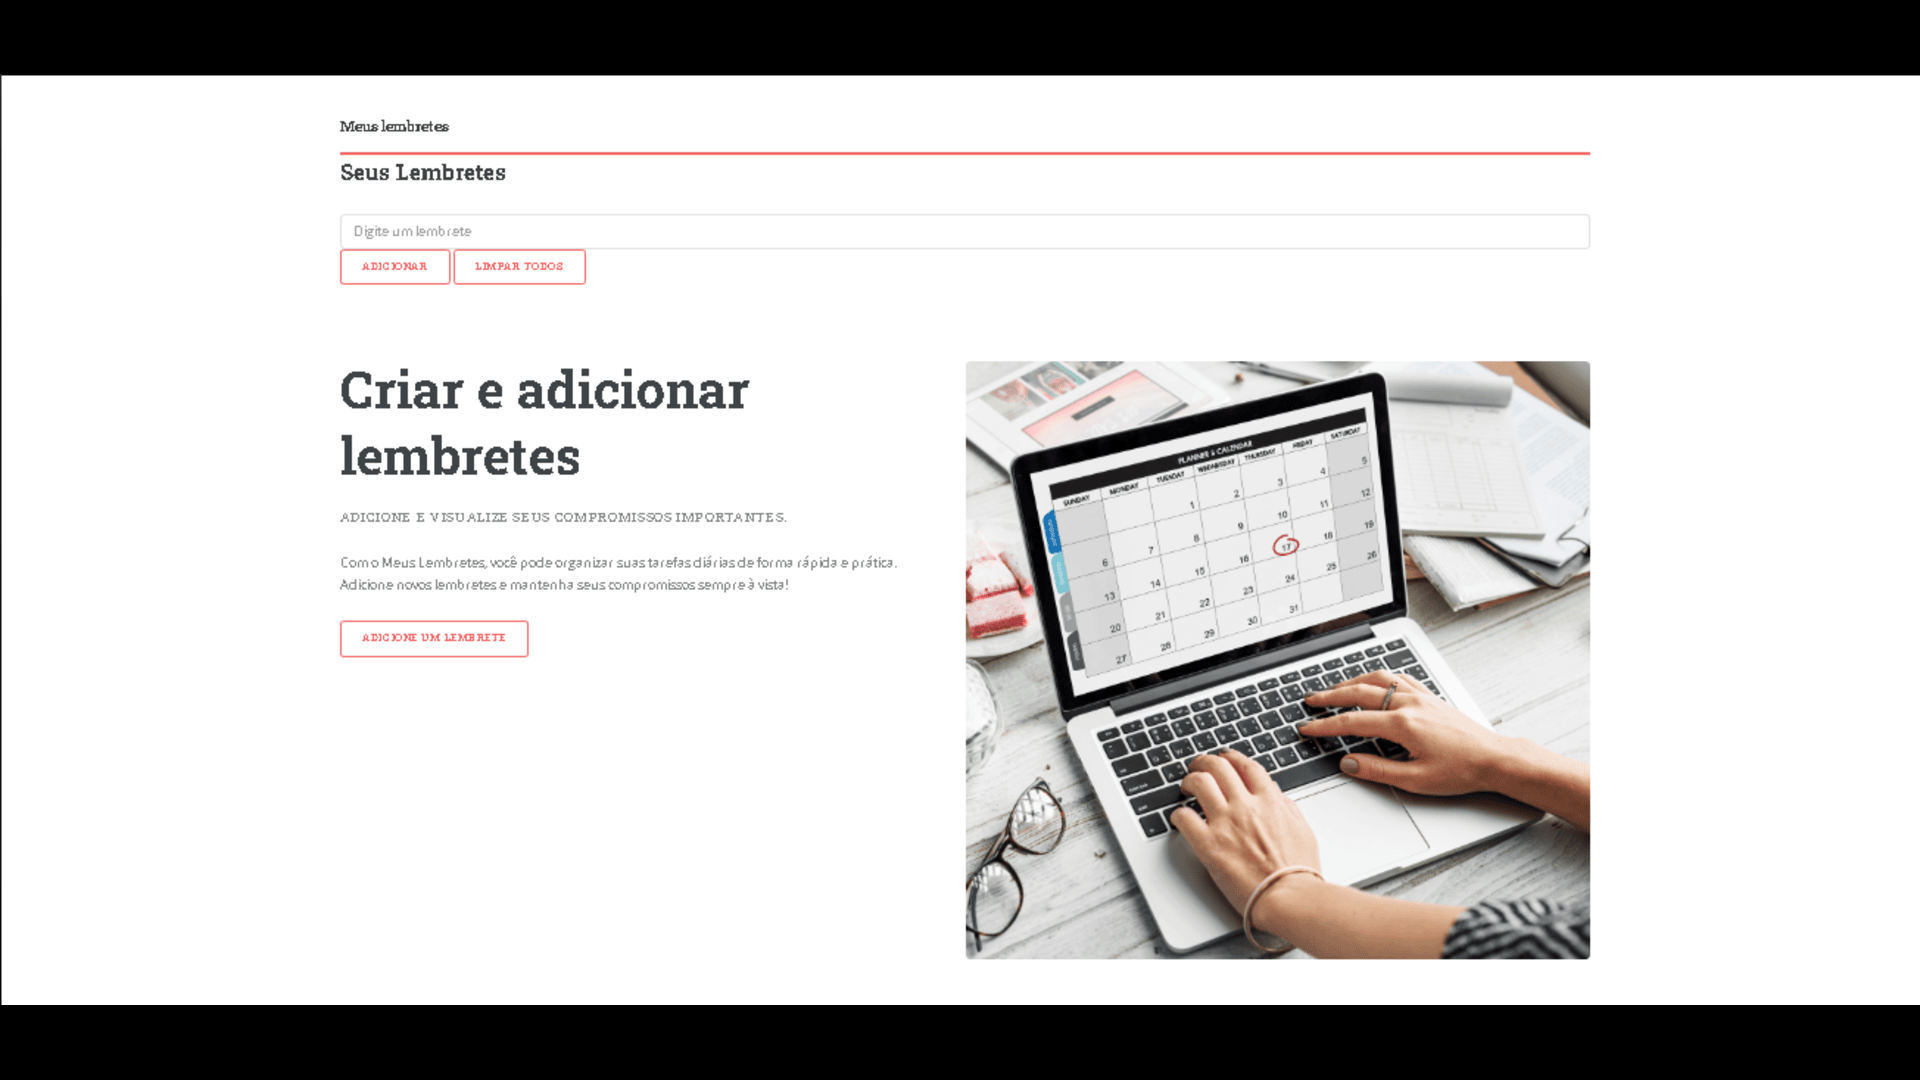 Meus lembretes
Seus Lembretes
Digite um lembrete
ADICIONAR LIMPAR TODOS
Criar e adicionar
lembretes
ADICIONE E VISUALIZE SEUS COMPROMISSOS IMPORTANTES.
Com o Meus Lembretes, você pode organizar suas tarefas diárias de forma rápida e prática.
Adicione novos lembretes e mantenha seus compromissos sempre à vista!
ADICIONE UM LEMBRETE
PLANNER & CALENDAR
SUNDAY MONDAY TUESDAY WEDNESDAY THURSDAY FRIDAY SATURDAY
1 2 3 4 5
6 7 8 9 10 11 12
13 14 15 16 17 18 19
20 21 22 23 24 25 26
27 28 29 30 31